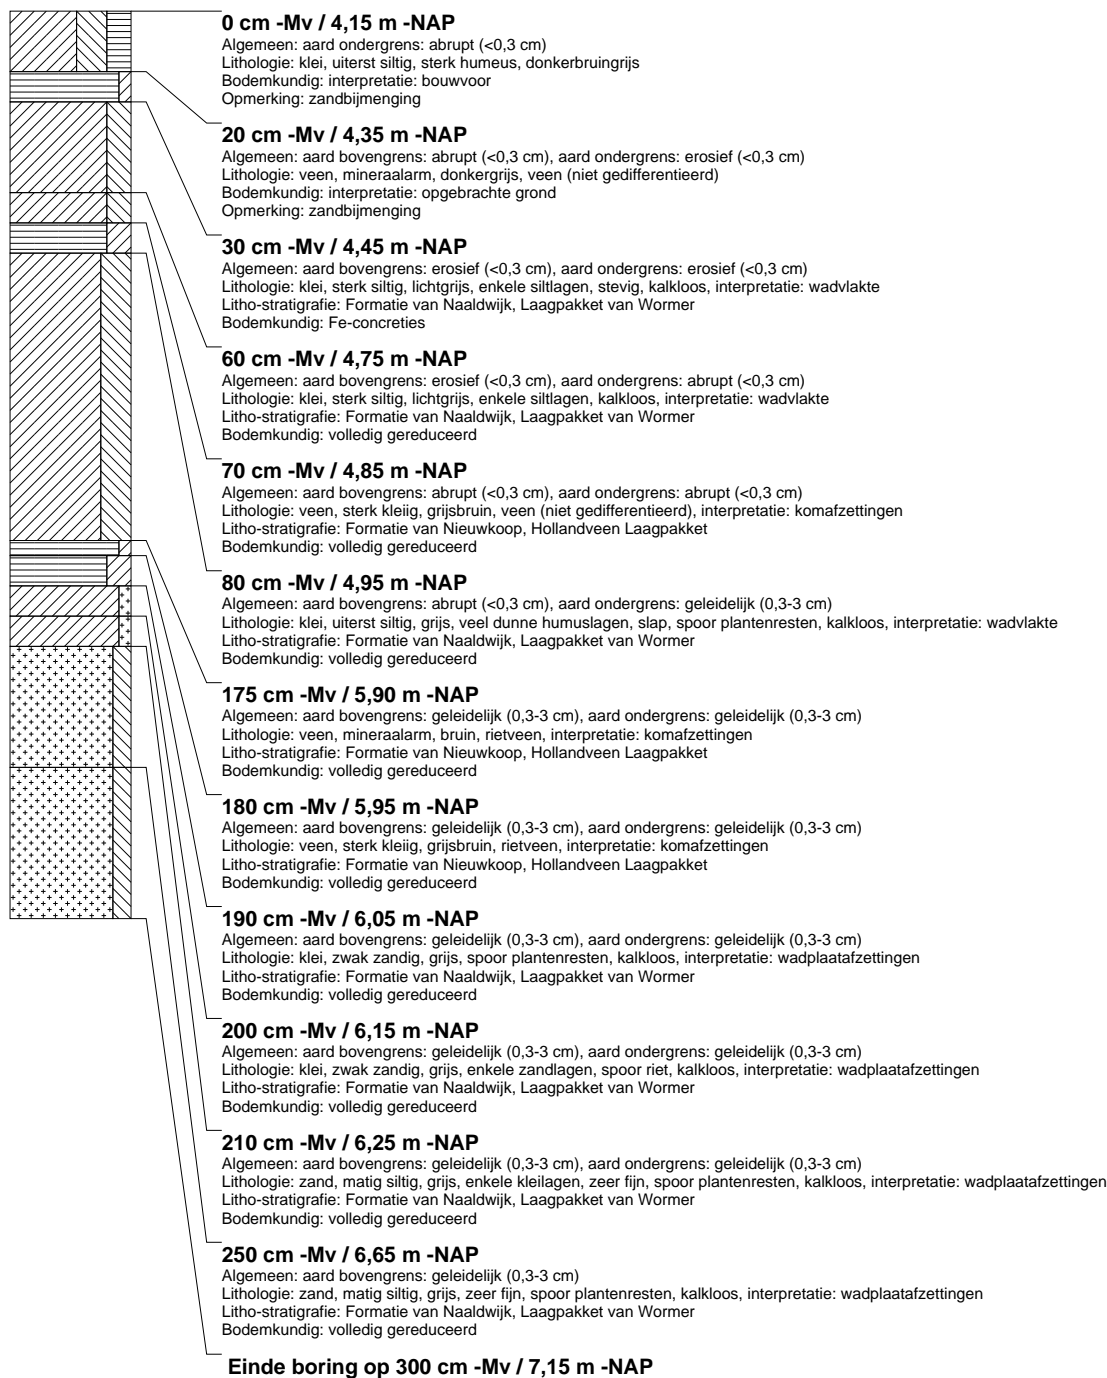 0 cm -Mv / 4,15 m -NAP
Algemeen: aard ondergrens: abrupt (<0,3 cm)
Lithologie: klei, uiterst siltig, sterk humeus, donkerbruingrijs
Bodemkundig: interpretatie: bouwvoor
Opmerking: zandbijmenging
20 cm -Mv / 4,35 m -NAP
Algemeen: aard bovengrens: abrupt (<0,3 cm), aard ondergrens: erosief (<0,3 cm)
Lithologie: veen, mineraalarm, donkergrijs, veen (niet gedifferentieerd)
Bodemkundig: interpretatie: opgebrachte grond
Opmerking: zandbijmenging
30 cm -Mv / 4,45 m -NAP
Algemeen: aard bovengrens: erosief (<0,3 cm), aard ondergrens: erosief (<0,3 cm)
Lithologie: klei, sterk siltig, lichtgrijs, enkele siltlagen, stevig, kalkloos, interpretatie: wadvlakte
Litho-stratigrafie: Formatie van Naaldwijk, Laagpakket van Wormer
Bodemkundig: Fe-concreties
60 cm -Mv / 4,75 m -NAP
Algemeen: aard bovengrens: erosief (<0,3 cm), aard ondergrens: abrupt (<0,3 cm)
Lithologie: klei, sterk siltig, lichtgrijs, enkele siltlagen, kalkloos, interpretatie: wadvlakte
Litho-stratigrafie: Formatie van Naaldwijk, Laagpakket van Wormer
Bodemkundig: volledig gereduceerd
70 cm -Mv / 4,85 m -NAP
Algemeen: aard bovengrens: abrupt (<0,3 cm), aard ondergrens: abrupt (<0,3 cm)
Lithologie: veen, sterk kleiig, grijsbruin, veen (niet gedifferentieerd), interpretatie: komafzettingen
Litho-stratigrafie: Formatie van Nieuwkoop, Hollandveen Laagpakket
Bodemkundig: volledig gereduceerd
80 cm -Mv / 4,95 m -NAP
Algemeen: aard bovengrens: abrupt (<0,3 cm), aard ondergrens: geleidelijk (0,3-3 cm)
Lithologie: klei, uiterst siltig, grijs, veel dunne humuslagen, slap, spoor plantenresten, kalkloos, interpretatie: wadvlakte
Litho-stratigrafie: Formatie van Naaldwijk, Laagpakket van Wormer
Bodemkundig: volledig gereduceerd
175 cm -Mv / 5,90 m -NAP
Algemeen: aard bovengrens: geleidelijk (0,3-3 cm), aard ondergrens: geleidelijk (0,3-3 cm)
Lithologie: veen, mineraalarm, bruin, rietveen, interpretatie: komafzettingen
Litho-stratigrafie: Formatie van Nieuwkoop, Hollandveen Laagpakket
Bodemkundig: volledig gereduceerd
180 cm -Mv / 5,95 m -NAP
Algemeen: aard bovengrens: geleidelijk (0,3-3 cm), aard ondergrens: geleidelijk (0,3-3 cm)
Lithologie: veen, sterk kleiig, grijsbruin, rietveen, interpretatie: komafzettingen
Litho-stratigrafie: Formatie van Nieuwkoop, Hollandveen Laagpakket
Bodemkundig: volledig gereduceerd
190 cm -Mv / 6,05 m -NAP
Algemeen: aard bovengrens: geleidelijk (0,3-3 cm), aard ondergrens: geleidelijk (0,3-3 cm)
Lithologie: klei, zwak zandig, grijs, spoor plantenresten, kalkloos, interpretatie: wadplaatafzettingen
Litho-stratigrafie: Formatie van Naaldwijk, Laagpakket van Wormer
Bodemkundig: volledig gereduceerd
200 cm -Mv / 6,15 m -NAP
Algemeen: aard bovengrens: geleidelijk (0,3-3 cm), aard ondergrens: geleidelijk (0,3-3 cm)
Lithologie: klei, zwak zandig, grijs, enkele zandlagen, spoor riet, kalkloos, interpretatie: wadplaatafzettingen
Litho-stratigrafie: Formatie van Naaldwijk, Laagpakket van Wormer
Bodemkundig: volledig gereduceerd
210 cm -Mv / 6,25 m -NAP
Algemeen: aard bovengrens: geleidelijk (0,3-3 cm), aard ondergrens: geleidelijk (0,3-3 cm)
Lithologie: zand, matig siltig, grijs, enkele kleilagen, zeer fijn, spoor plantenresten, kalkloos, interpretatie: wadplaatafzettingen
Litho-stratigrafie: Formatie van Naaldwijk, Laagpakket van Wormer
Bodemkundig: volledig gereduceerd
250 cm -Mv / 6,65 m -NAP
Algemeen: aard bovengrens: geleidelijk (0,3-3 cm)
Lithologie: zand, matig siltig, grijs, zeer fijn, spoor plantenresten, kalkloos, interpretatie: wadplaatafzettingen
Litho-stratigrafie: Formatie van Naaldwijk, Laagpakket van Wormer
Bodemkundig: volledig gereduceerd
Einde boring op 300 cm -Mv / 7,15 m -NAP